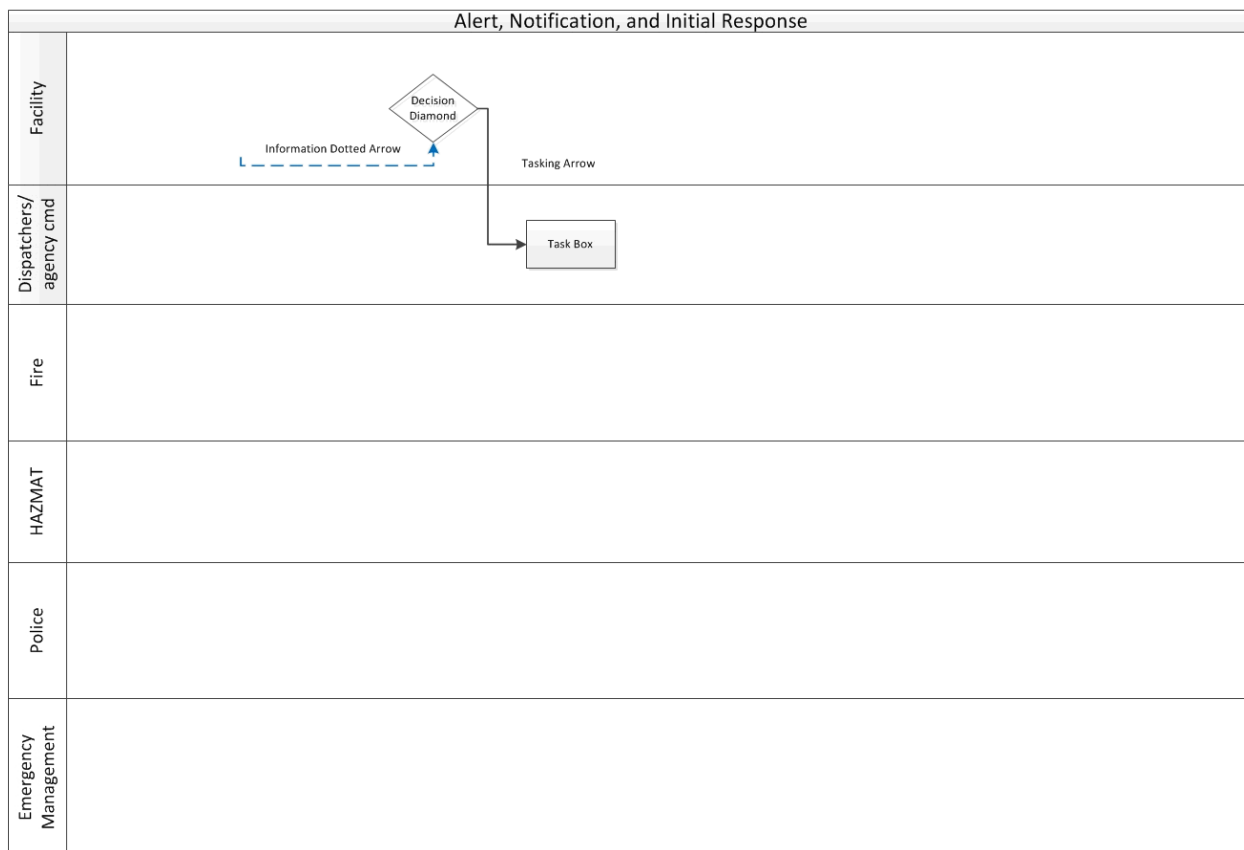 Alert, Notification, and Initial Response
Facility
Decision
Diamond
Information Dotted Arrow
Tasking Arrow
Dispatchers/
agency cmd
Task Box
Fire
HAZMAT
Police
Emergency
Management